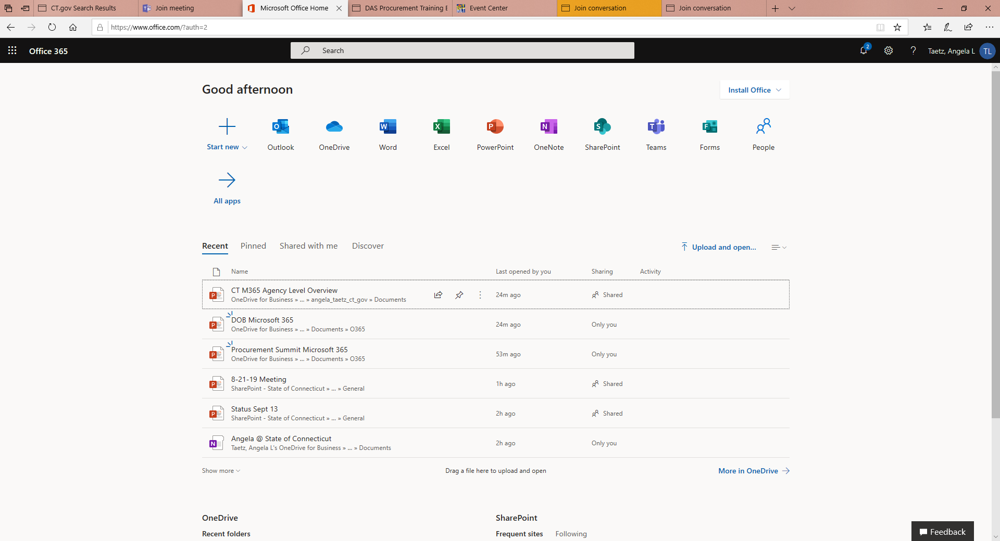 CT.gov Search Results
Join meeting
Microsoft Office Home
DAS Procurement Training E
Event Center
Join conversation
Join conversation
https://www.office.com/?auth=2
Office 365
Search
2
Taetz, Angela L
TL
Good afternoon
Install Office
Start new
Outlook
OneDrive
Word
Excel
PowerPoint
OneNote
SharePoint
Teams
Forms
People
All apps
Recent
Pinned
Shared with me
Discover
Upload and open...
Name
Last opened by you
Sharing
Activity
CT M365 Agency Level Overview
OneDrive for Business » ... » angela_taetz_ct_gov » Documents
24m ago
Shared
DOB Microsoft 365
OneDrive for Business » ... » Documents » O365
24m ago
Only you
Procurement Summit Microsoft 365
OneDrive for Business » ... » Documents » O365
53m ago
Only you
8-21-19 Meeting
SharePoint - State of Connecticut » ... » General
1h ago
Shared
Status Sept 13
SharePoint - State of Connecticut » ... » General
2h ago
Shared
Angela @ State of Connecticut
Taetz, Angela L's OneDrive for Business » ... » Documents
2h ago
Only you
Show more
Drag a file here to upload and open
More in OneDrive
OneDrive
SharePoint
Recent folders
Frequent sites
Following
Feedback